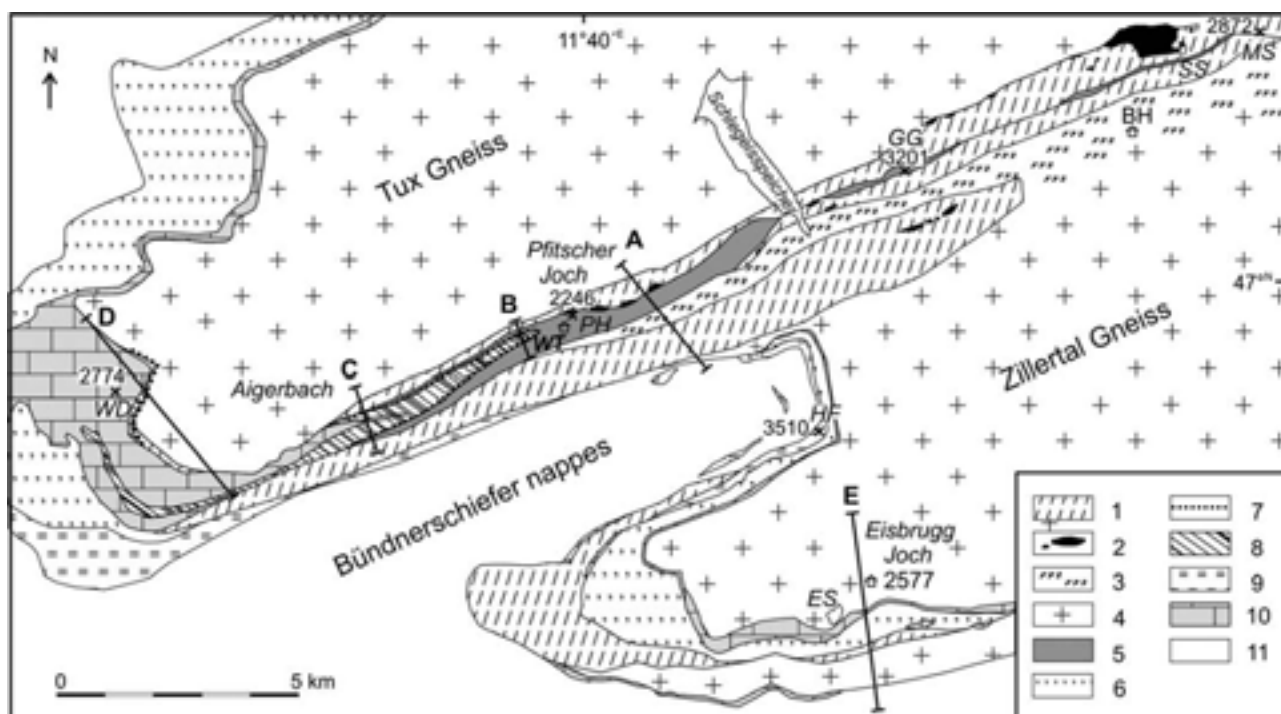 11°40'E
2872
MS
SS
N
BH
GG
3201
Schlegeisspeicher
Tux Gneiss
A
Pfitscher
Joch
2246
47°N
PH
B
WT
D
Zillertal Gneiss
C
Aigerbach
2774
WD
HF
3510
Bündnerschiefer nappes
E
Eisbrugg
Joch
2577
ES
0
5 km
1
2
3
4
5
6
7
8
9
10
11